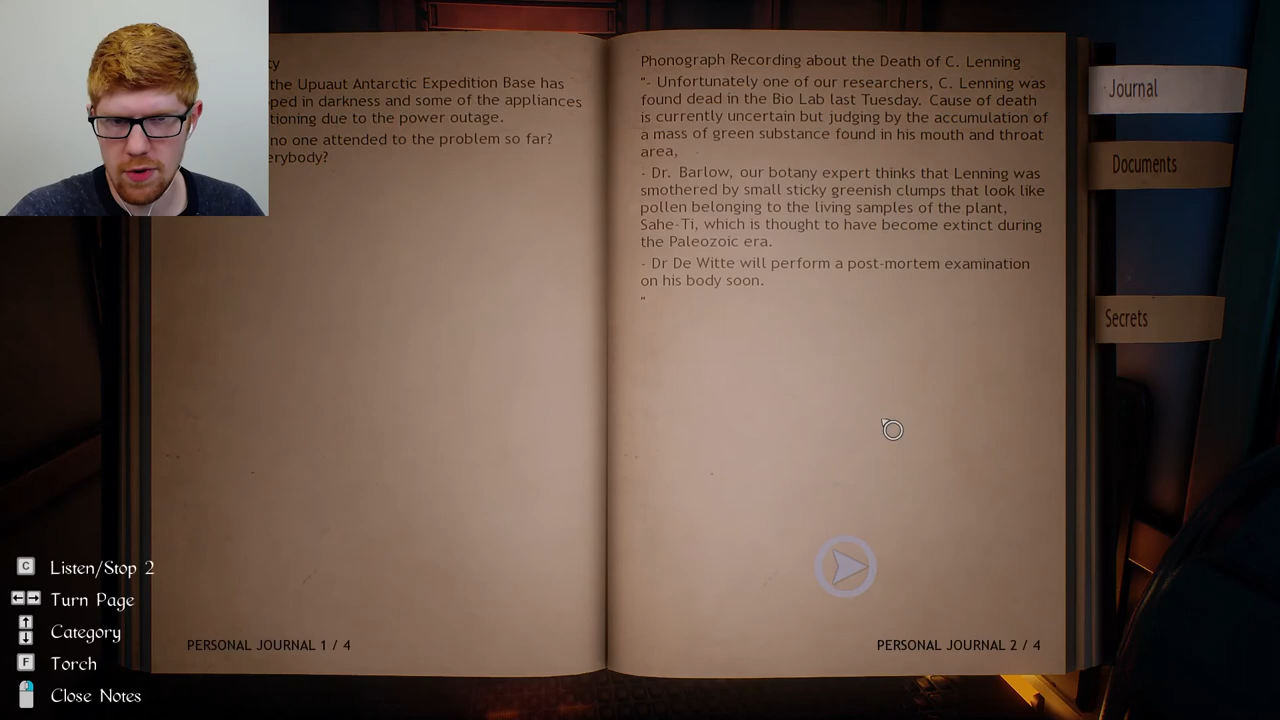 ty
the Upuaut Antarctic Expedition Base has
ped in darkness and some of the appliances
tioning due to the power outage.
no one attended to the problem so far?
erybody?
PERSONAL JOURNAL 1 / 4
Phonograph Recording about the Death of C. Lenning
"- Unfortunately one of our researchers, C. Lenning was
found dead in the Bio Lab last Tuesday. Cause of death
is currently uncertain but judging by the accumulation of
a mass of green substance found in his mouth and throat
area,
- Dr. Barlow, our botany expert thinks that Lenning was
smothered by small sticky greenish clumps that look like
pollen belonging to the living samples of the plant,
Sahe-Ti, which is thought to have become extinct during
the Paleozoic era.
- Dr De Witte will perform a post-mortem examination
on his body soon.
"
PERSONAL JOURNAL 2 / 4
Journal
Documents
Secrets
C Listen/Stop 2
Turn Page
Category
F Torch
Close Notes